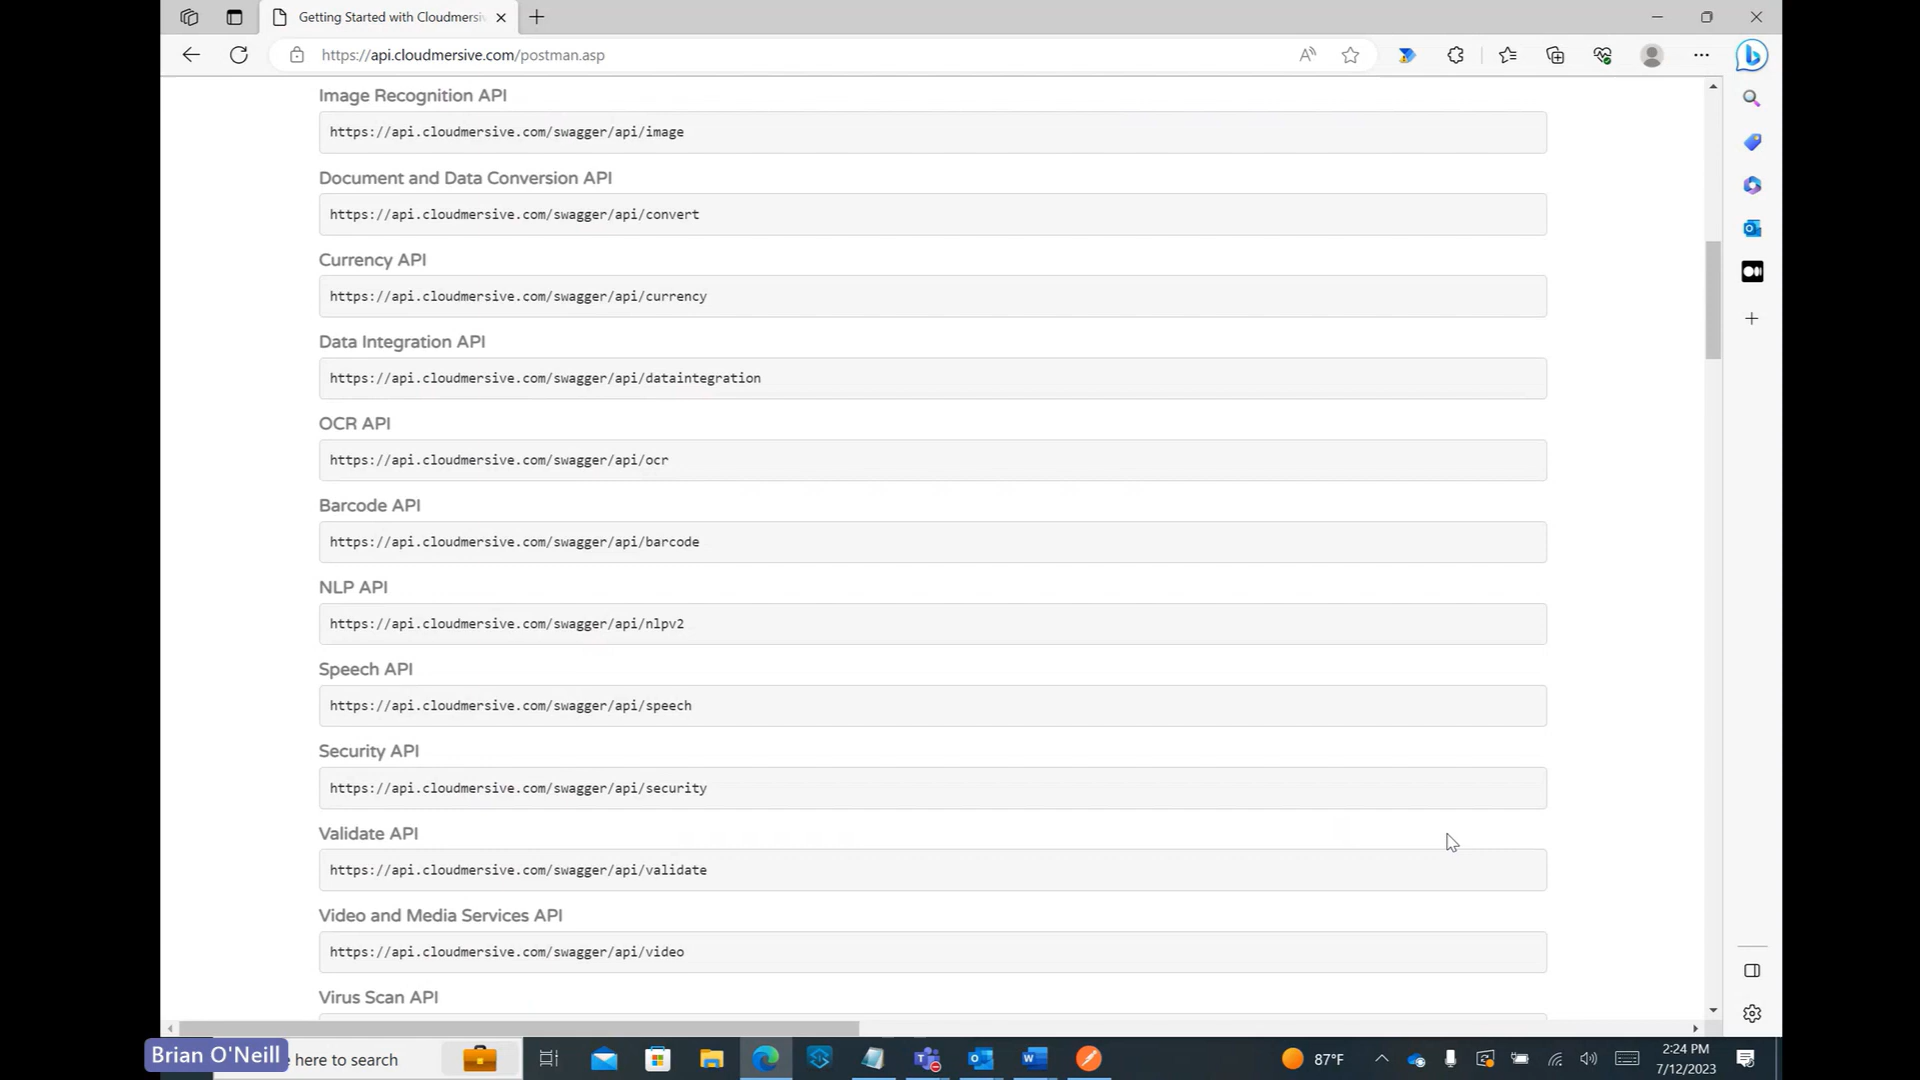 Getting Started with Cloudmersi
https://api.cloudmersive.com/postman.asp
Image Recognition API
https://api.cloudmersive.com/swagger/api/image
Document and Data Conversion API
https://api.cloudmersive.com/swagger/api/convert
Currency API
https://api.cloudmersive.com/swagger/api/currency
Data Integration API
https://api.cloudmersive.com/swagger/api/dataintegration
OCR API
https://api.cloudmersive.com/swagger/api/ocr
Barcode API
https://api.cloudmersive.com/swagger/api/barcode
NLP API
https://api.cloudmersive.com/swagger/api/nlpv2
Speech API
https://api.cloudmersive.com/swagger/api/speech
Security API
https://api.cloudmersive.com/swagger/api/security
Validate API
https://api.cloudmersive.com/swagger/api/validate
Video and Media Services API
https://api.cloudmersive.com/swagger/api/video
Virus Scan API
Brian O'Neill
here to search
87°F
2:24 PM
7/12/2023